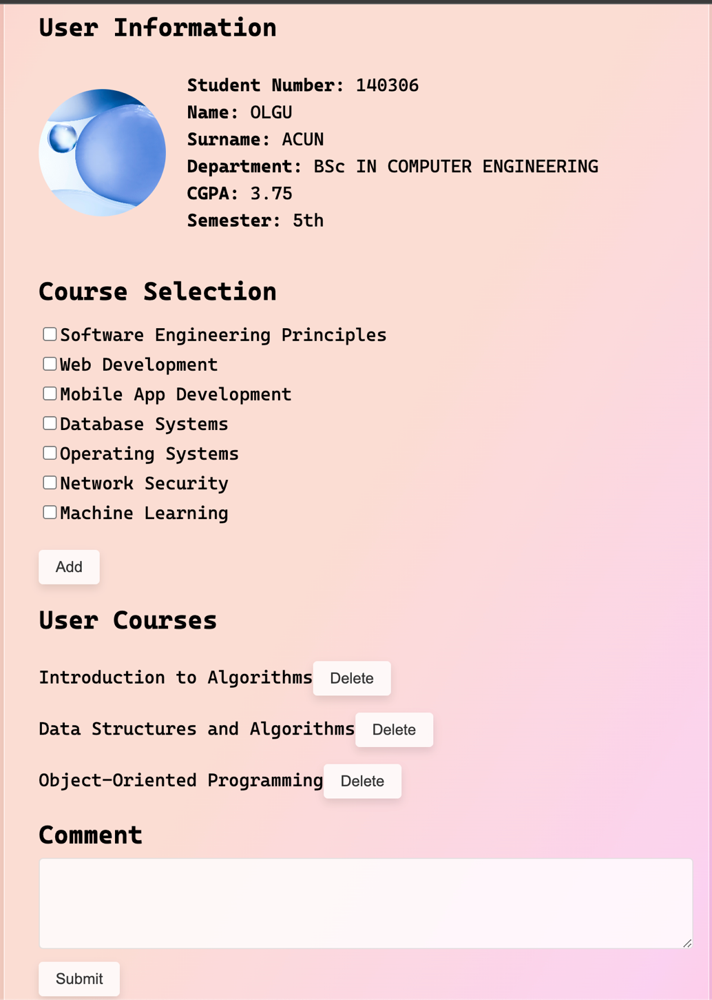 User Information
Student Number: 140306
Name: OLGU
Surname: ACUN
Department: BSc IN COMPUTER ENGINEERING
CGPA: 3.75
Semester: 5th
Course Selection
Software Engineering Principles
Web Development
Mobile App Development
Database Systems
Operating Systems
Network Security
Machine Learning
Add
User Courses
Introduction to Algorithms Delete
Data Structures and Algorithms Delete
Object-Oriented Programming Delete
Comment
Submit